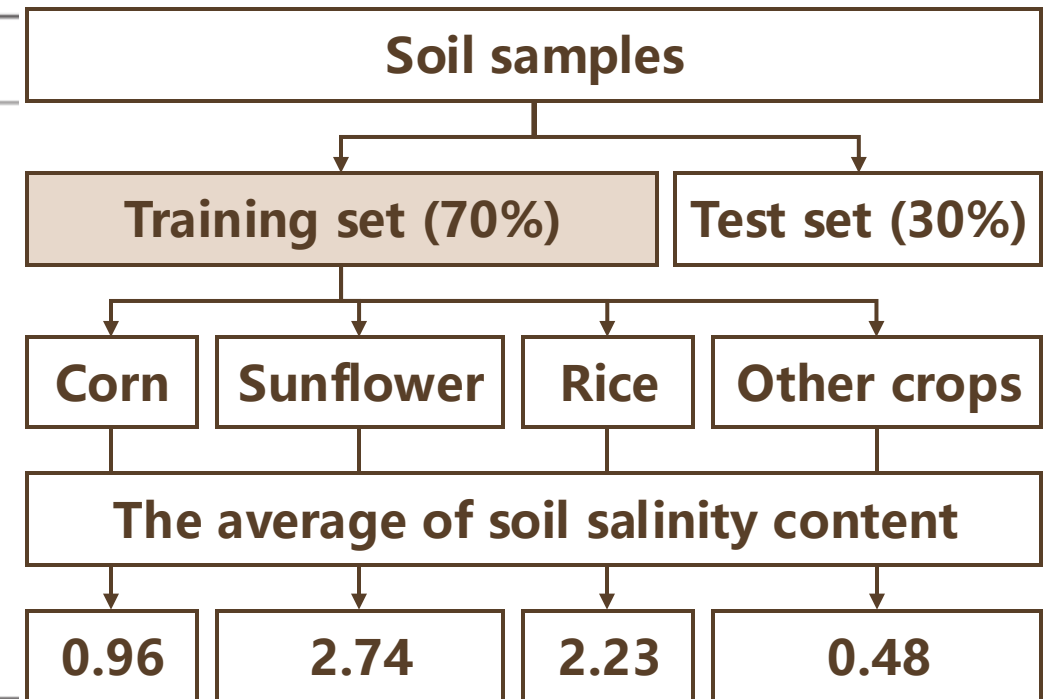 Soil samples
Training set (70%)
Test set (30%)
Corn
Sunflower
Rice
Other crops
The average of soil salinity content
0.96
2.74
2.23
0.48